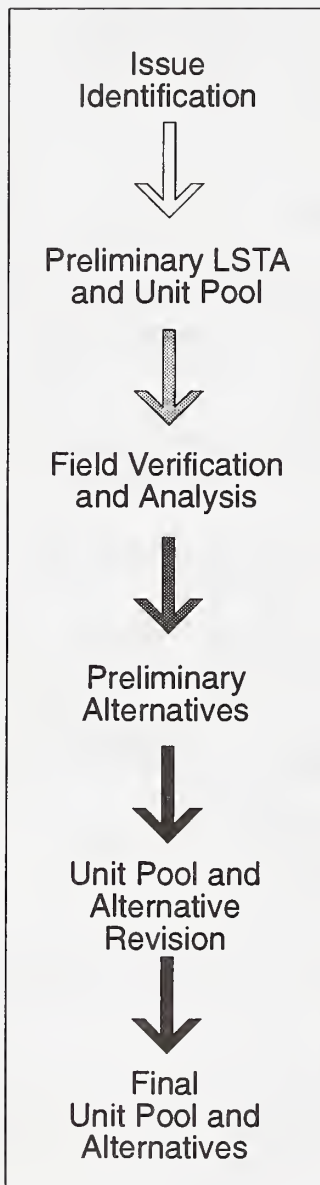 Issue
Identification
Preliminary LSTA
and Unit Pool
Field Verification
and Analysis
Preliminary
Alternatives
Unit Pool and
Alternative
Revision
Final
Unit Pool and
Alternatives